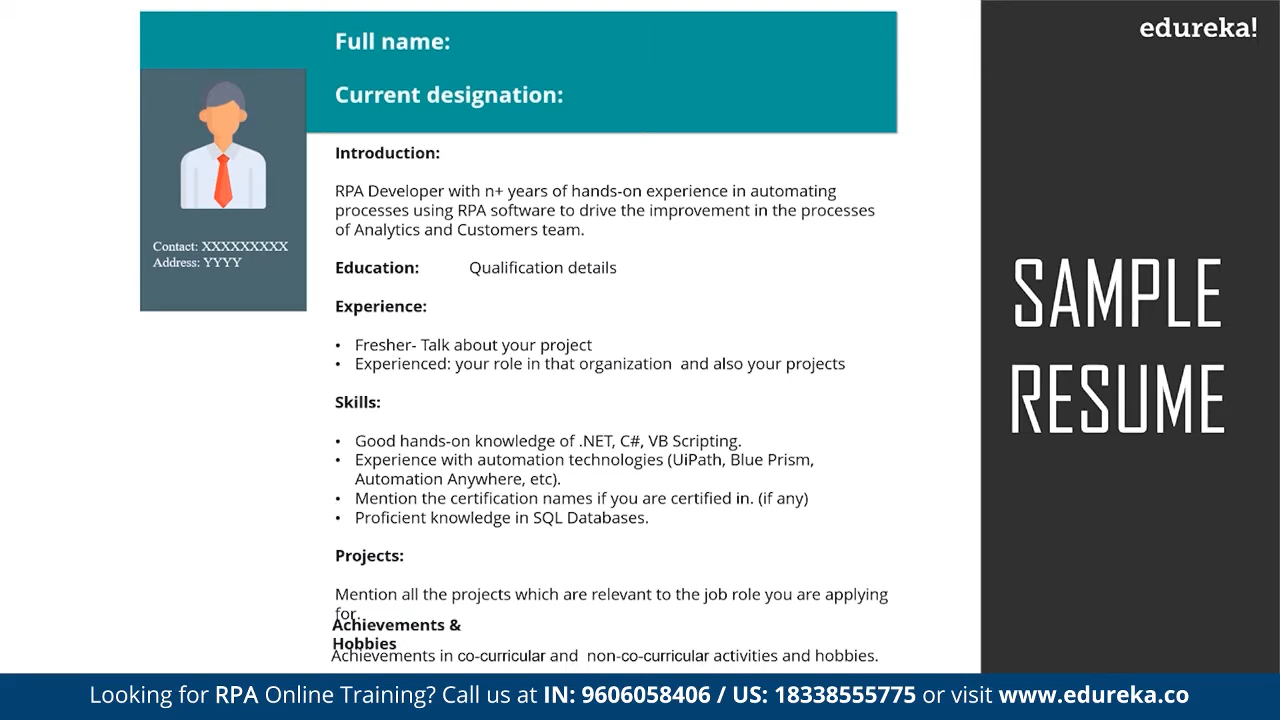 edureka!
Full name:
Current designation:
Contact: XXXXXXXXX
Address: YYYY
Introduction:
RPA Developer with n+ years of hands-on experience in automating
processes using RPA software to drive the improvement in the processes
of Analytics and Customers team.
Education: Qualification details
Experience:
• Fresher- Talk about your project
• Experienced: your role in that organization and also your projects
Skills:
• Good hands-on knowledge of .NET, C#, VB Scripting.
• Experience with automation technologies (UiPath, Blue Prism,
Automation Anywhere, etc).
• Mention the certification names if you are certified in. (if any)
• Proficient knowledge in SQL Databases.
Projects:
Mention all the projects which are relevant to the job role you are applying
for.
Achievements &
Hobbies
Achievements in co-curricular and non-co-curricular activities and hobbies.
SAMPLE
RESUME
Looking for RPA Online Training? Call us at IN: 9606058406 / US: 18338555775 or visit www.edureka.co